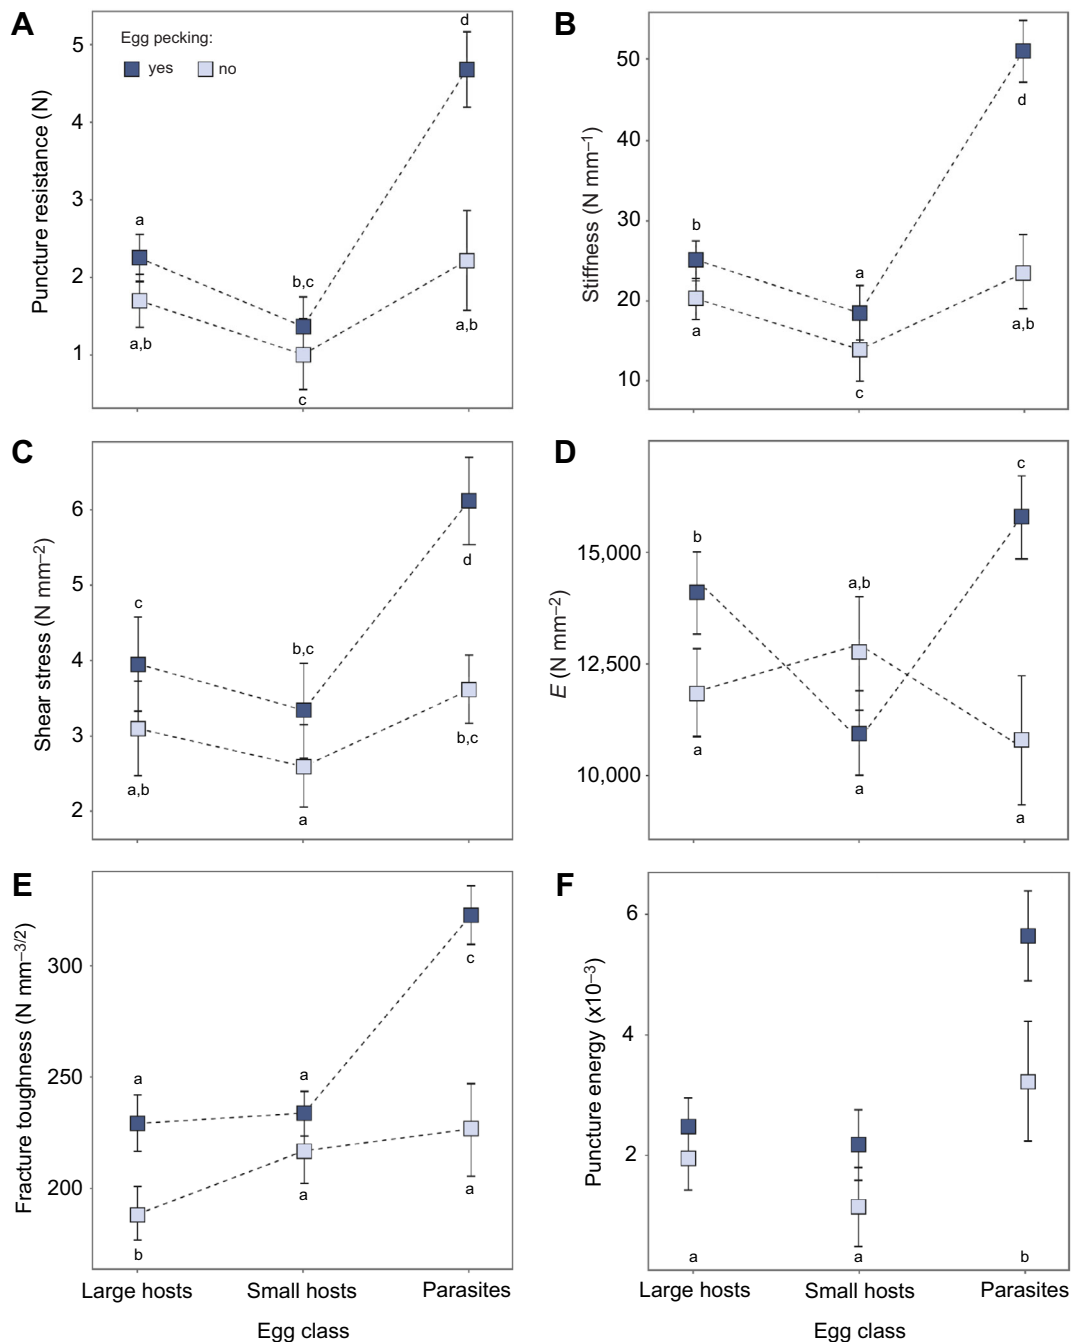 A
Egg pecking:
yes no
Puncture resistance (N)
5
4
3
2
1
a
a,b
b,c
c
d
a,b
B
Stiffness (N mm–1)
50
40
30
20
10
b
a
a
c
d
a,b
C
Shear stress (N mm–2)
6
5
4
3
2
c
a,b
b,c
a
d
b,c
D
E (N mm–2)
15,000
12,500
10,000
b
a
a,b
a
c
a
E
Fracture toughness (N mm–3/2)
300
250
200
a
b
a
a
c
a
Large hosts Small hosts Parasites
Egg class
F
Puncture energy (x10–3)
6
4
2
a a b
Large hosts Small hosts Parasites
Egg class